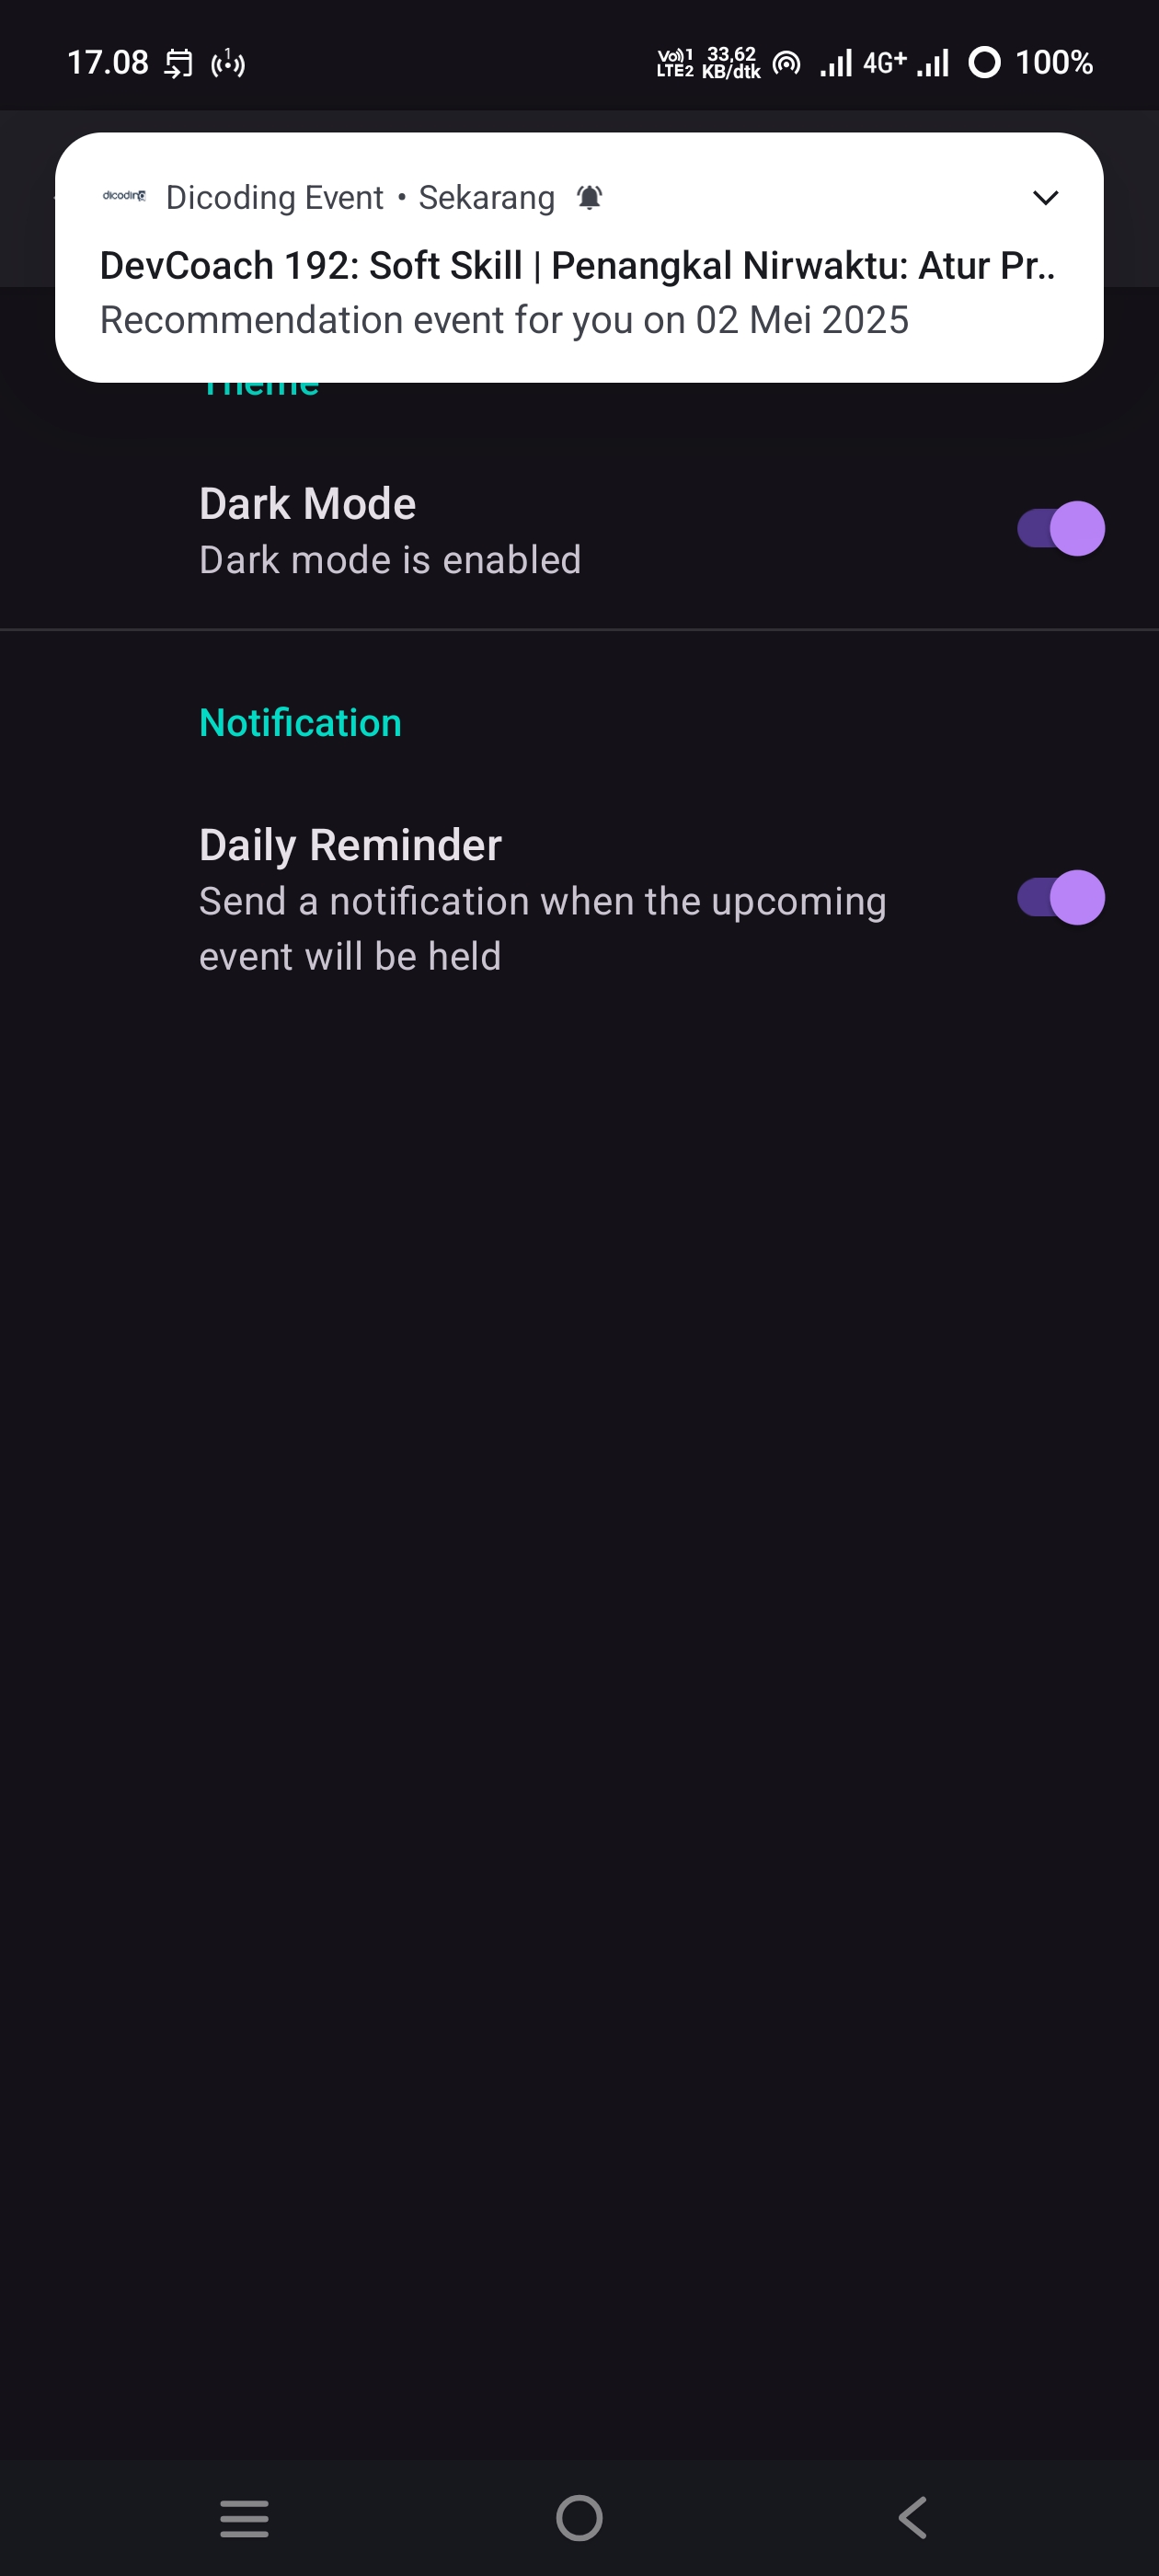 17.08
Vo)) 1
LTE2
33,62
KB/dtk
4G+
100%
dicoding
Dicoding Event • Sekarang
DevCoach 192: Soft Skill | Penangkal Nirwaktu: Atur Pr..
Recommendation event for you on 02 Mei 2025
Theme
Dark Mode
Dark mode is enabled
Notification
Daily Reminder
Send a notification when the upcoming
event will be held